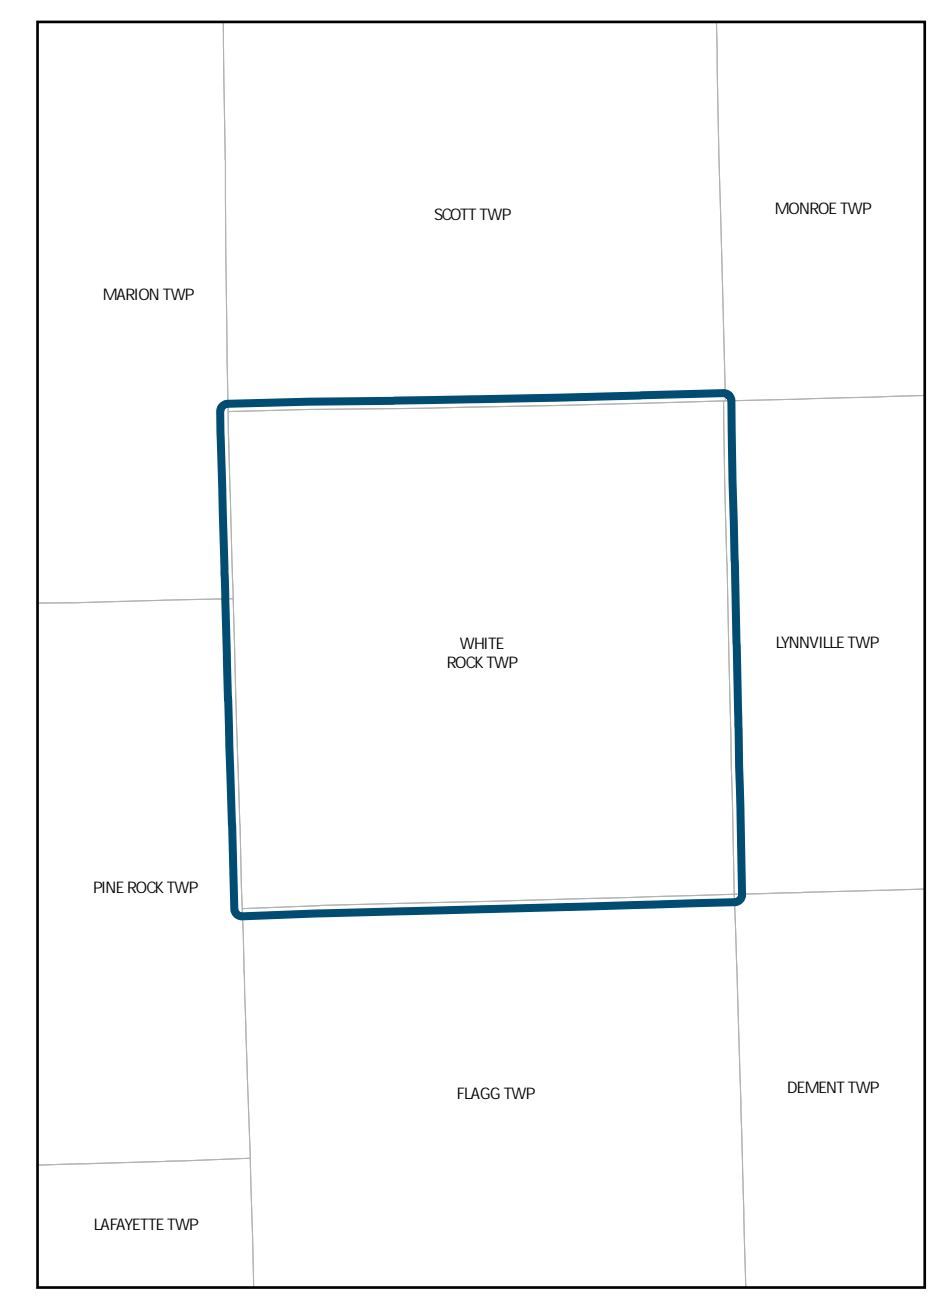 MONROE TWP
SCOTT TWP
MARION TWP
WHITE
ROCK TWP
LYNNVILLE TWP
PINE ROCK TWP
DEMENT TWP
FLAGG TWP
LAFAYETTE TWP